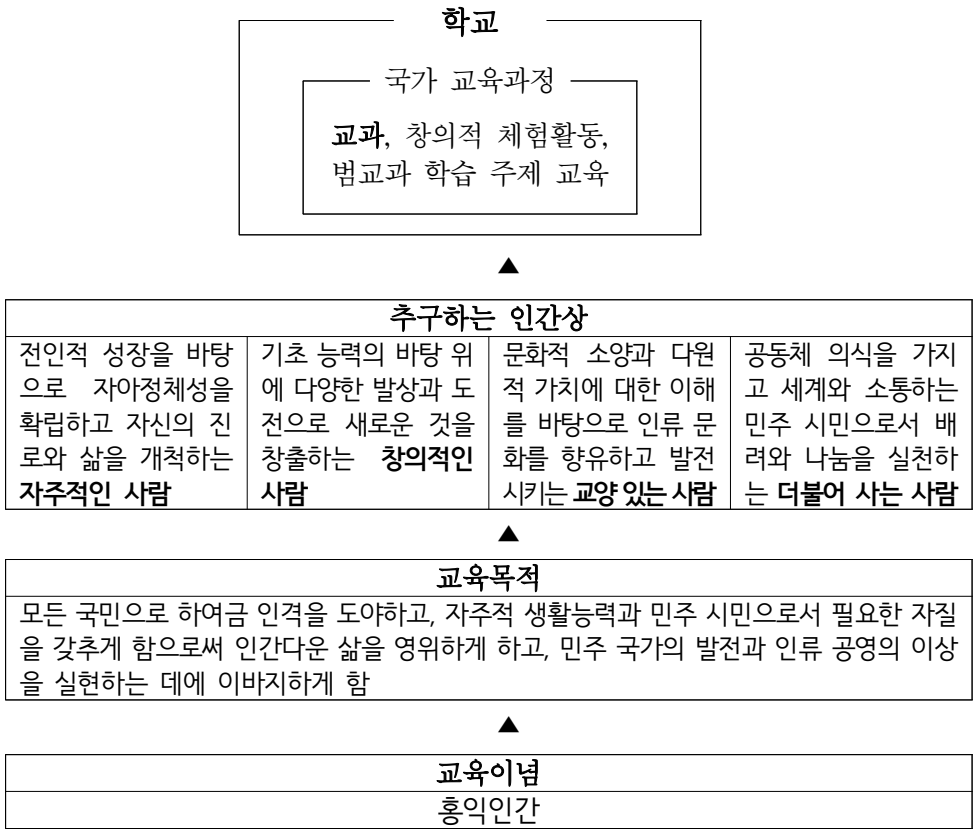 학교
국가 교육과정
교과, 창의적 체험활동,
범교과 학습 주제 교육
▲
추구하는 인간상
전인적 성장을 바탕
으로 자아정체성을
확립하고 자신의 진
로와 삶을 개척하는
자주적인 사람
기초 능력의 바탕 위
에 다양한 발상과 도
전으로 새로운 것을
창출하는 창의적인
사람
문화적 소양과 다원
적 가치에 대한 이해
를 바탕으로 인류 문
화를 향유하고 발전
시키는 교양 있는 사람
공동체 의식을 가지
고 세계와 소통하는
민주 시민으로서 배
려와 나눔을 실천하
는 더불어 사는 사람
▲
교육목적
모든 국민으로 하여금 인격을 도야하고, 자주적 생활능력과 민주 시민으로서 필요한 자질
을 갖추게 함으로써 인간다운 삶을 영위하게 하고, 민주 국가의 발전과 인류 공영의 이상
을 실현하는 데에 이바지하게 함
▲
교육이념
홍익인간